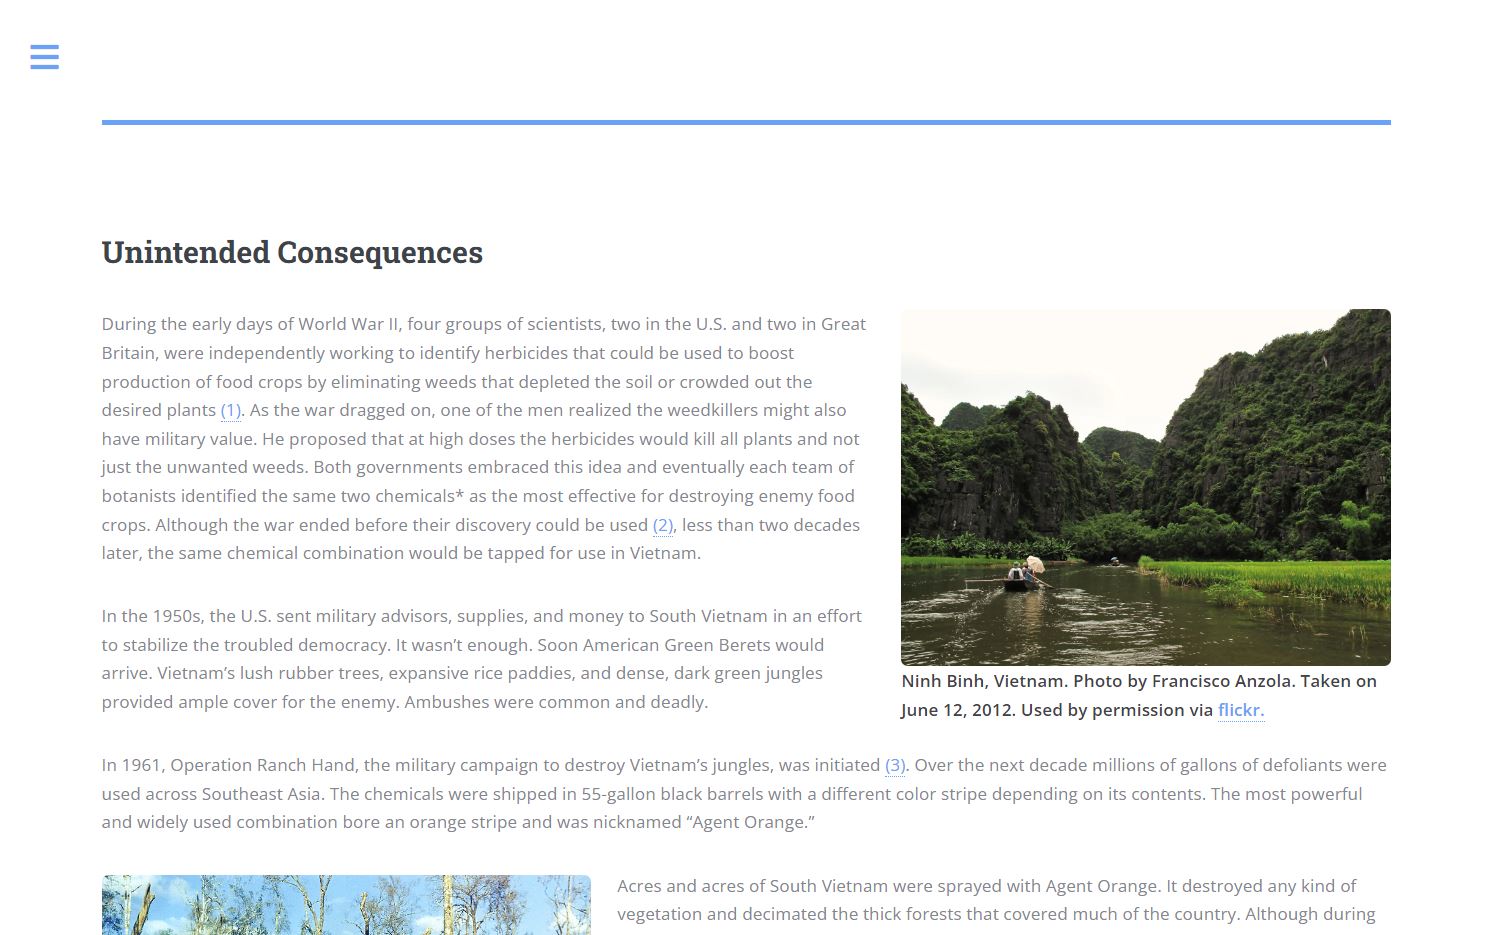 Unintended Consequences
During the early days of World War II, four groups of scientists, two in the U.S. and two in Great
Britain, were independently working to identify herbicides that could be used to boost
production of food crops by eliminating weeds that depleted the soil or crowded out the
desired plants (1). As the war dragged on, one of the men realized the weedkillers might also
have military value. He proposed that at high doses the herbicides would kill all plants and not
just the unwanted weeds. Both governments embraced this idea and eventually each team of
botanists identified the same two chemicals* as the most effective for destroying enemy food
crops. Although the war ended before their discovery could be used (2), less than two decades
later, the same chemical combination would be tapped for use in Vietnam.
In the 1950s, the U.S. sent military advisors, supplies, and money to South Vietnam in an effort
to stabilize the troubled democracy. It wasn’t enough. Soon American Green Berets would
arrive. Vietnam’s lush rubber trees, expansive rice paddies, and dense, dark green jungles
provided ample cover for the enemy. Ambushes were common and deadly.
Ninh Binh, Vietnam. Photo by Francisco Anzola. Taken on
June 12, 2012. Used by permission via flickr.
In 1961, Operation Ranch Hand, the military campaign to destroy Vietnam’s jungles, was initiated (3). Over the next decade millions of gallons of defoliants were
used across Southeast Asia. The chemicals were shipped in 55-gallon black barrels with a different color stripe depending on its contents. The most powerful
and widely used combination bore an orange stripe and was nicknamed “Agent Orange.”
Acres and acres of South Vietnam were sprayed with Agent Orange. It destroyed any kind of
vegetation and decimated the thick forests that covered much of the country. Although during